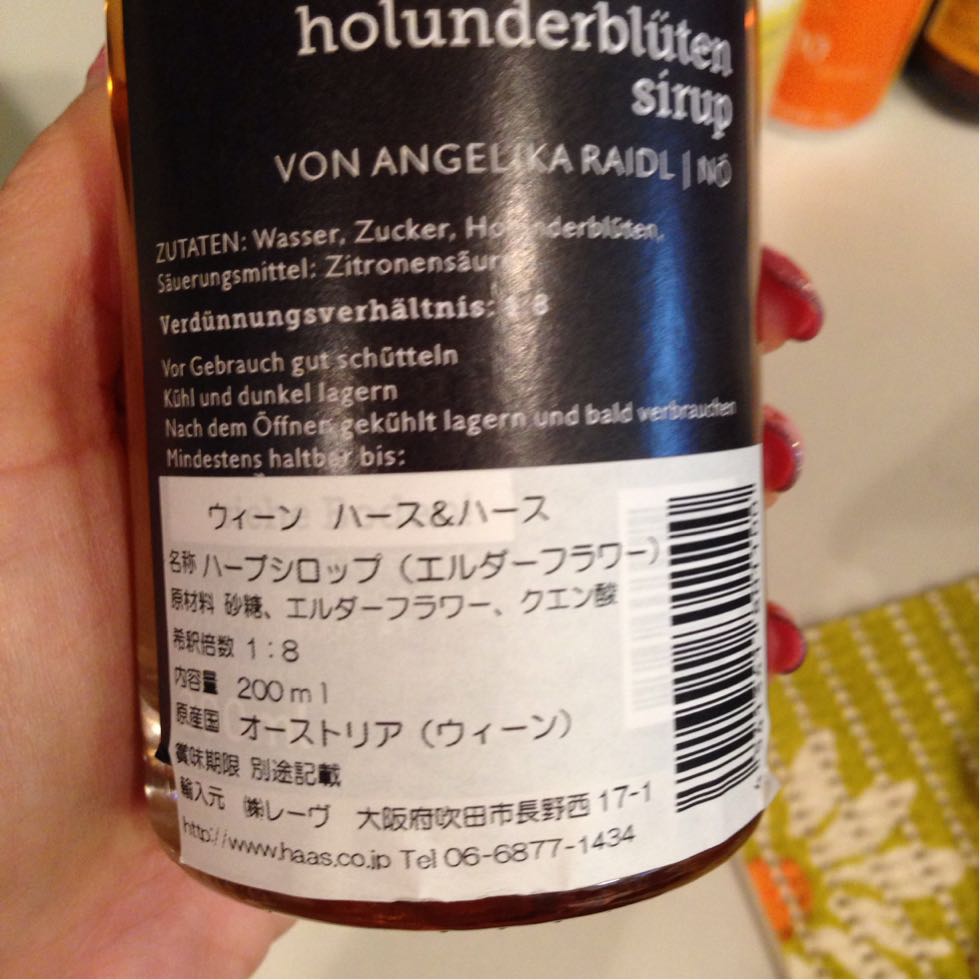 holunderblüten
sirup
VON ANGELIKA RAIDL | NÖ
ZUTATEN: Wasser, Zucker, Holunderblüten,
Säuerungsmittel: Zitronensäure
Verdünnungsverhältnis: 1:8
Vor Gebrauch gut schütteln
Kühl und dunkel lagern
Nach dem Öffnen gekühlt lagern und bald verbrauchen
Mindestens haltbar bis:
ウィーン ハース&ハース
名称 ハーブシロップ（エルダーフラワー）
原材料 砂糖、エルダーフラワー、クエン酸
希釈倍数 1：8
内容量 200ml
原産国 オーストリア（ウィーン）
賞味期限 別途記載
輸入元 ㈱レーヴ 大阪府吹田市長野西 17-1
http://www.haas.co.jp Tel 06-6877-1434